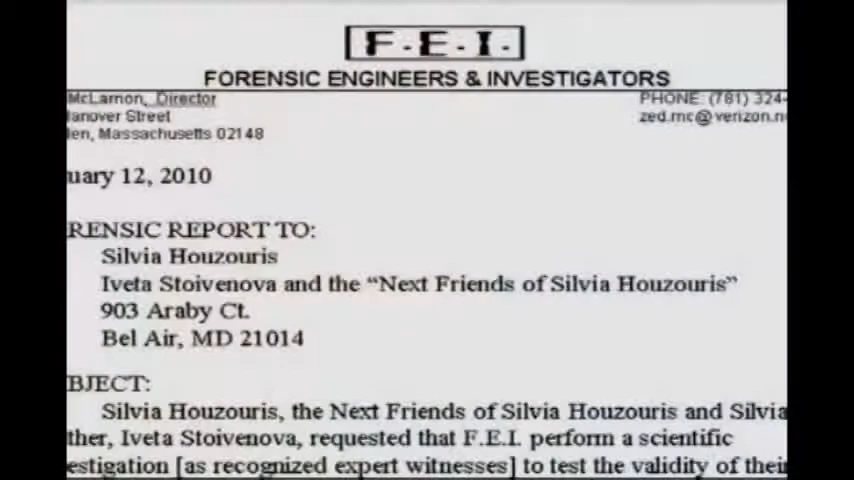 F.E.I.
FORENSIC ENGINEERS & INVESTIGATORS
McLarnon, Director
PHONE: (781) 324-
anover Street
zed.mc@verizon.n
en, Massachusetts 02148
uary 12, 2010
RENSIC REPORT TO:
Silvia Houzouris
Iveta Stoivenova and the “Next Friends of Silvia Houzouris”
903 Araby Ct.
Bel Air, MD 21014
BJECT:
Silvia Houzouris, the Next Friends of Silvia Houzouris and Silvia
ther, Iveta Stoivenova, requested that F.E.I. perform a scientific
estigation [as recognized expert witnesses] to test the validity of their